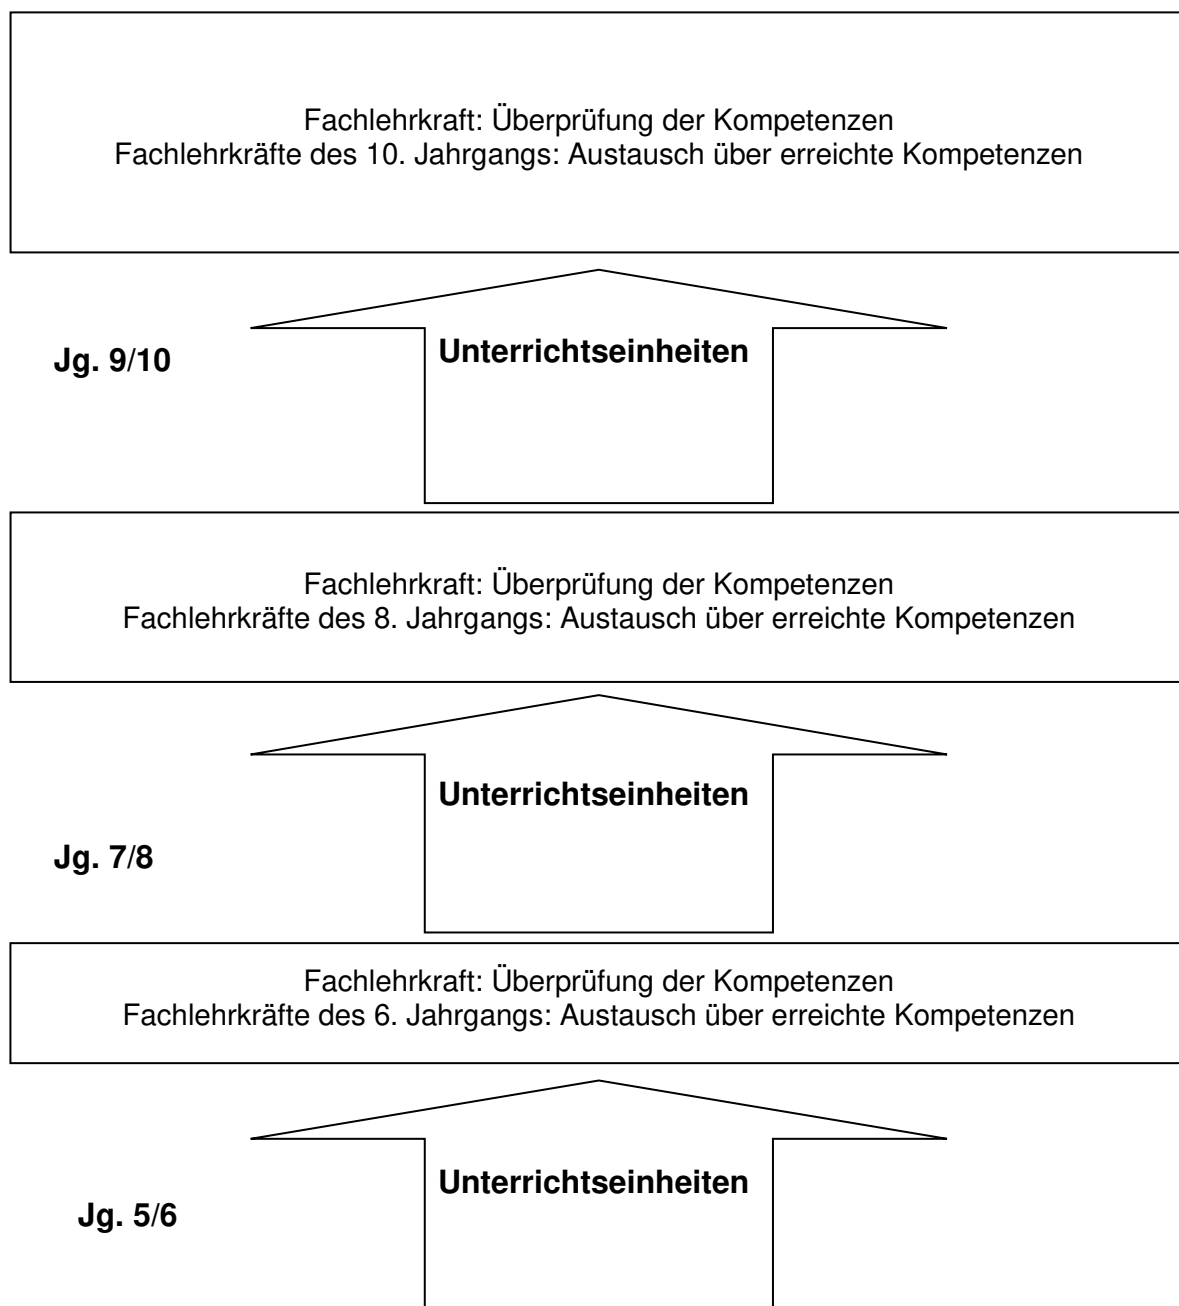 Fachlehrkraft: Überprüfung der Kompetenzen
Fachlehrkräfte des 10. Jahrgangs: Austausch über erreichte Kompetenzen
Unterrichtseinheiten
Jg. 9/10
Fachlehrkraft: Überprüfung der Kompetenzen
Fachlehrkräfte des 8. Jahrgangs: Austausch über erreichte Kompetenzen
Unterrichtseinheiten
Jg. 7/8
Fachlehrkraft: Überprüfung der Kompetenzen
Fachlehrkräfte des 6. Jahrgangs: Austausch über erreichte Kompetenzen
Unterrichtseinheiten
Jg. 5/6